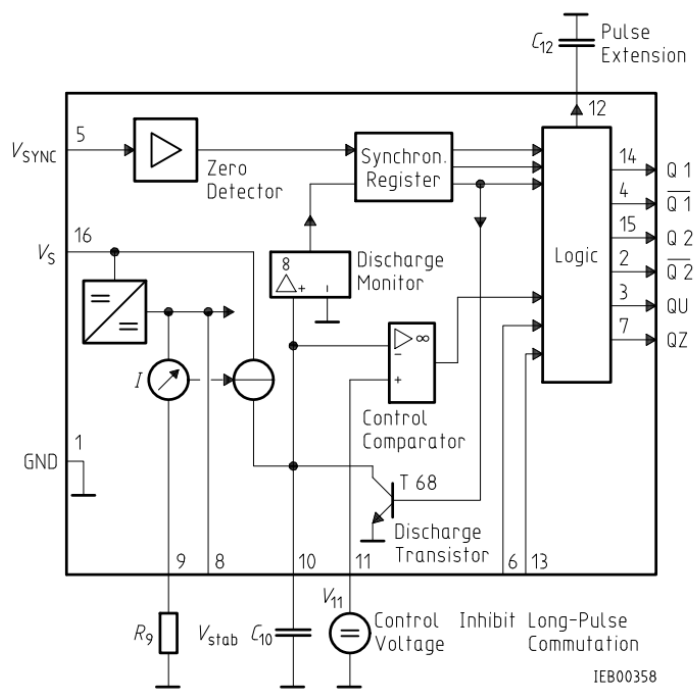 C12
Pulse
Extension
12
5
VSYNC
Zero
Detector
Synchron.
Register
14
Q 1
4
Q 1
15
Q 2
2
Q 2
3
QU
7
QZ
Logic
16
VS
8
+
-
Discharge
Monitor
=
=
∞
-
+
Control
Comparator
I
GND
1
T 68
Discharge
Transistor
9
8
10
11
6
13
R9
Vstab
C10
V11
=
Control
Voltage
Inhibit
Long-Pulse
Commutation
IEB00358